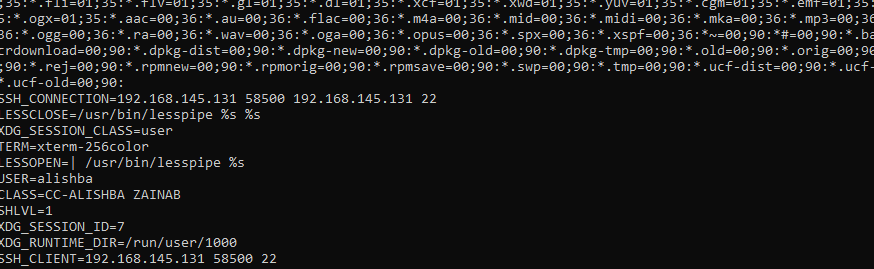 ;35:*.fli=01;35:*.flv=01;35:*.gl=01;35:*.dl=01;35:*.xcf=01;35:*.xwd=01;35:*.yuv=01;35:*.cgm=01;35:*.emf=01;35:
5:*.ogx=01;35:*.aac=00;36:*.au=00;36:*.flac=00;36:*.m4a=00;36:*.mid=00;36:*.midi=00;36:*.mka=00;36:*.mp3=00;36
36:*.ogg=00;36:*.ra=00;36:*.wav=00;36:*.oga=00;36:*.opus=00;36:*.spx=00;36:*.xspf=00;36:*~=00;90:*#=00;90:*.ba
crdownload=00;90:*.dpkg-dist=00;90:*.dpkg-new=00;90:*.dpkg-old=00;90:*.dpkg-tmp=00;90:*.old=00;90:*.orig=00;90
;90:*.rej=00;90:*.rpmnew=00;90:*.rpmorig=00;90:*.rpmsave=00;90:*.swp=00;90:*.tmp=00;90:*.ucf-dist=00;90:*.ucf-
*.ucf-old=00;90:
SSH_CONNECTION=192.168.145.131 58500 192.168.145.131 22
LESSCLOSE=/usr/bin/lesspipe %s %s
XDG_SESSION_CLASS=user
TERM=xterm-256color
LESSOPEN=| /usr/bin/lesspipe %s
USER=alishba
CLASS=CC-ALISHBA ZAINAB
SHLVL=1
XDG_SESSION_ID=7
XDG_RUNTIME_DIR=/run/user/1000
SSH_CLIENT=192.168.145.131 58500 22